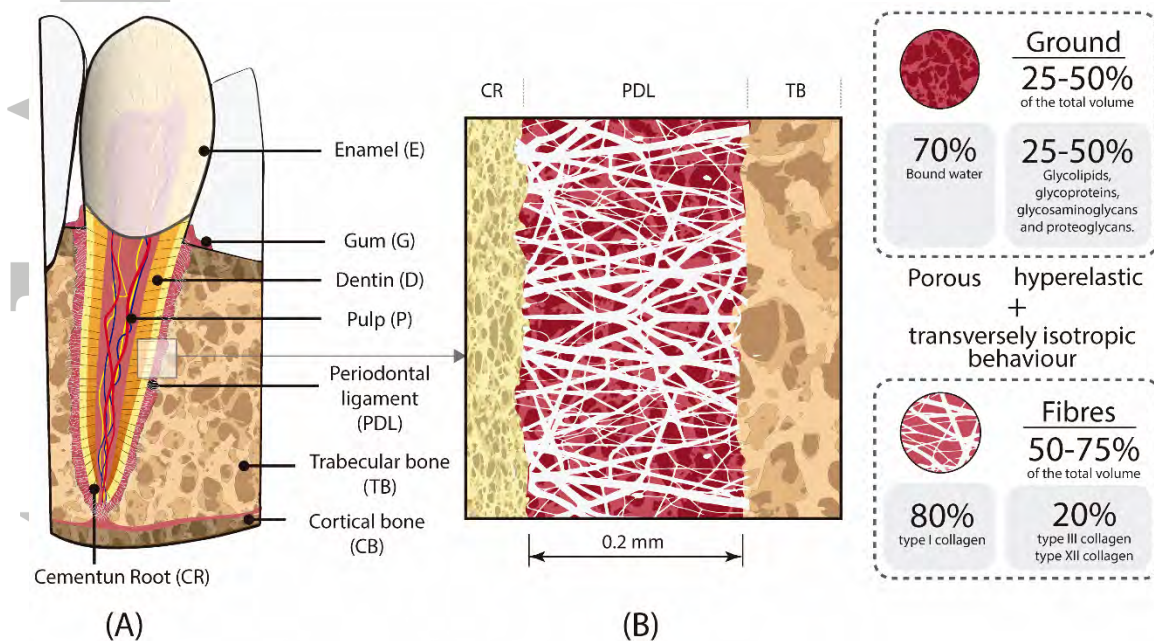 Enamel (E)
Gum (G)
Dentin (D)
Pulp (P)
Periodontal
ligament
(PDL)
Trabecular bone
(TB)
Cortical bone
(CB)
Cementun Root (CR)
(A)
CR PDL TB
0.2 mm
(B)
Ground
25-50%
of the total volume
70%
Bound water
25-50%
Glycolipids,
glycoproteins,
glycosaminoglycans
and proteoglycans.
Porous hyperelastic
+
transversely isotropic
behaviour
Fibres
50-75%
of the total volume
80%
type I collagen
20%
type III collagen
type XII collagen